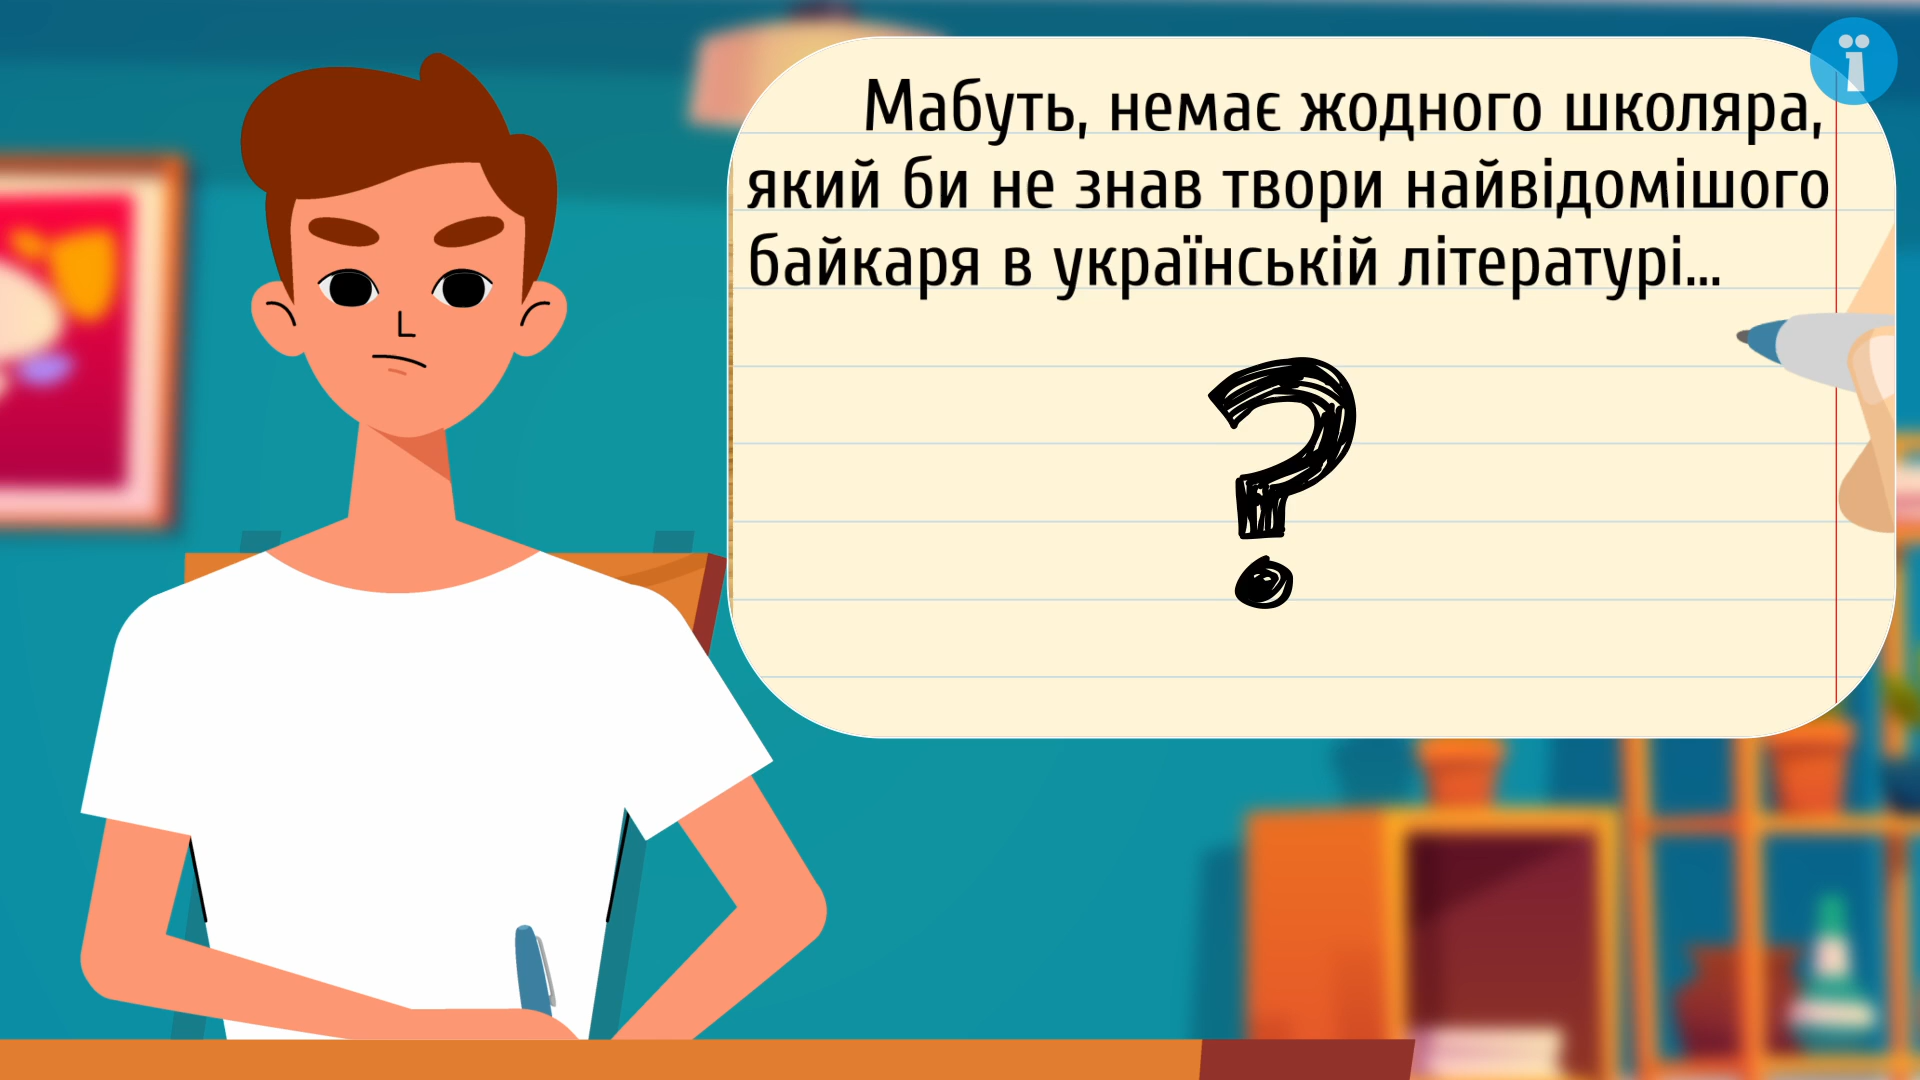 Мабуть, немає жодного школяра,
який би не знав твори найвідомішого
байкаря в українській літературі...
?
ї